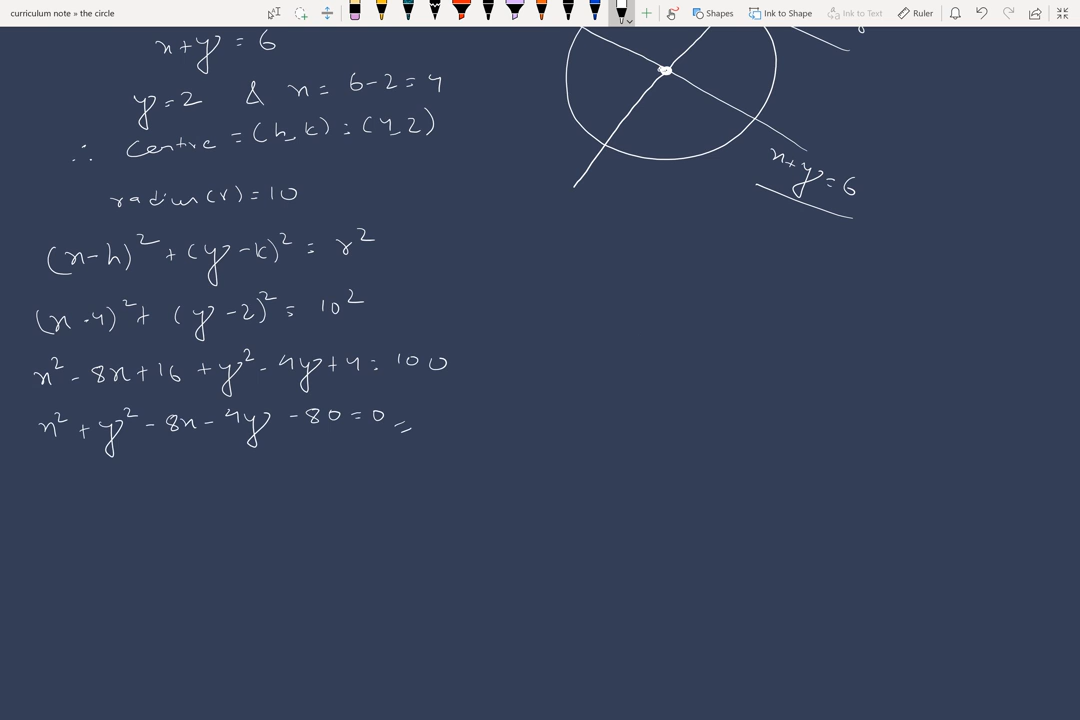 curriculum note » the circle
Shapes Ink to Shape Ink to Text Ruler
x+y = 6
y = 2 & x = 6-2 = 4
∴ Centre = (h, k) = (4, 2)
radius (r) = 10
(x-h)² + (y-k)² = r²
(x-4)² + (y-2)² = 10²
x² - 8x + 16 + y² - 4y + 4 = 100
x² + y² - 8x - 4y - 80 = 0
x+y = 6